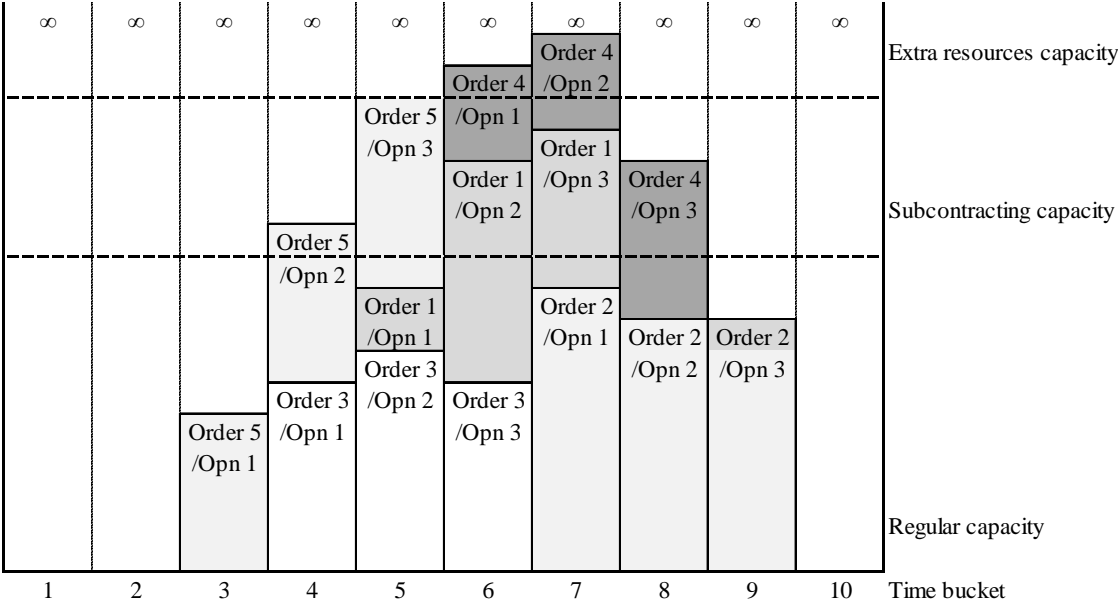 ∞ ∞ ∞ ∞ ∞ ∞ ∞ ∞ ∞ ∞
Extra resources capacity
Order 4
/Opn 2
Order 4
/Opn 1
Order 5
/Opn 3
Order 1
/Opn 3
Order 1
/Opn 2
Order 4
/Opn 3
Subcontracting capacity
Order 5
/Opn 2
Order 1
/Opn 1
Order 2
/Opn 1
Order 2
/Opn 2
Order 2
/Opn 3
Order 3
/Opn 2
Order 3
/Opn 1
Order 3
/Opn 3
Order 5
/Opn 1
Regular capacity
1 2 3 4 5 6 7 8 9 10 Time bucket